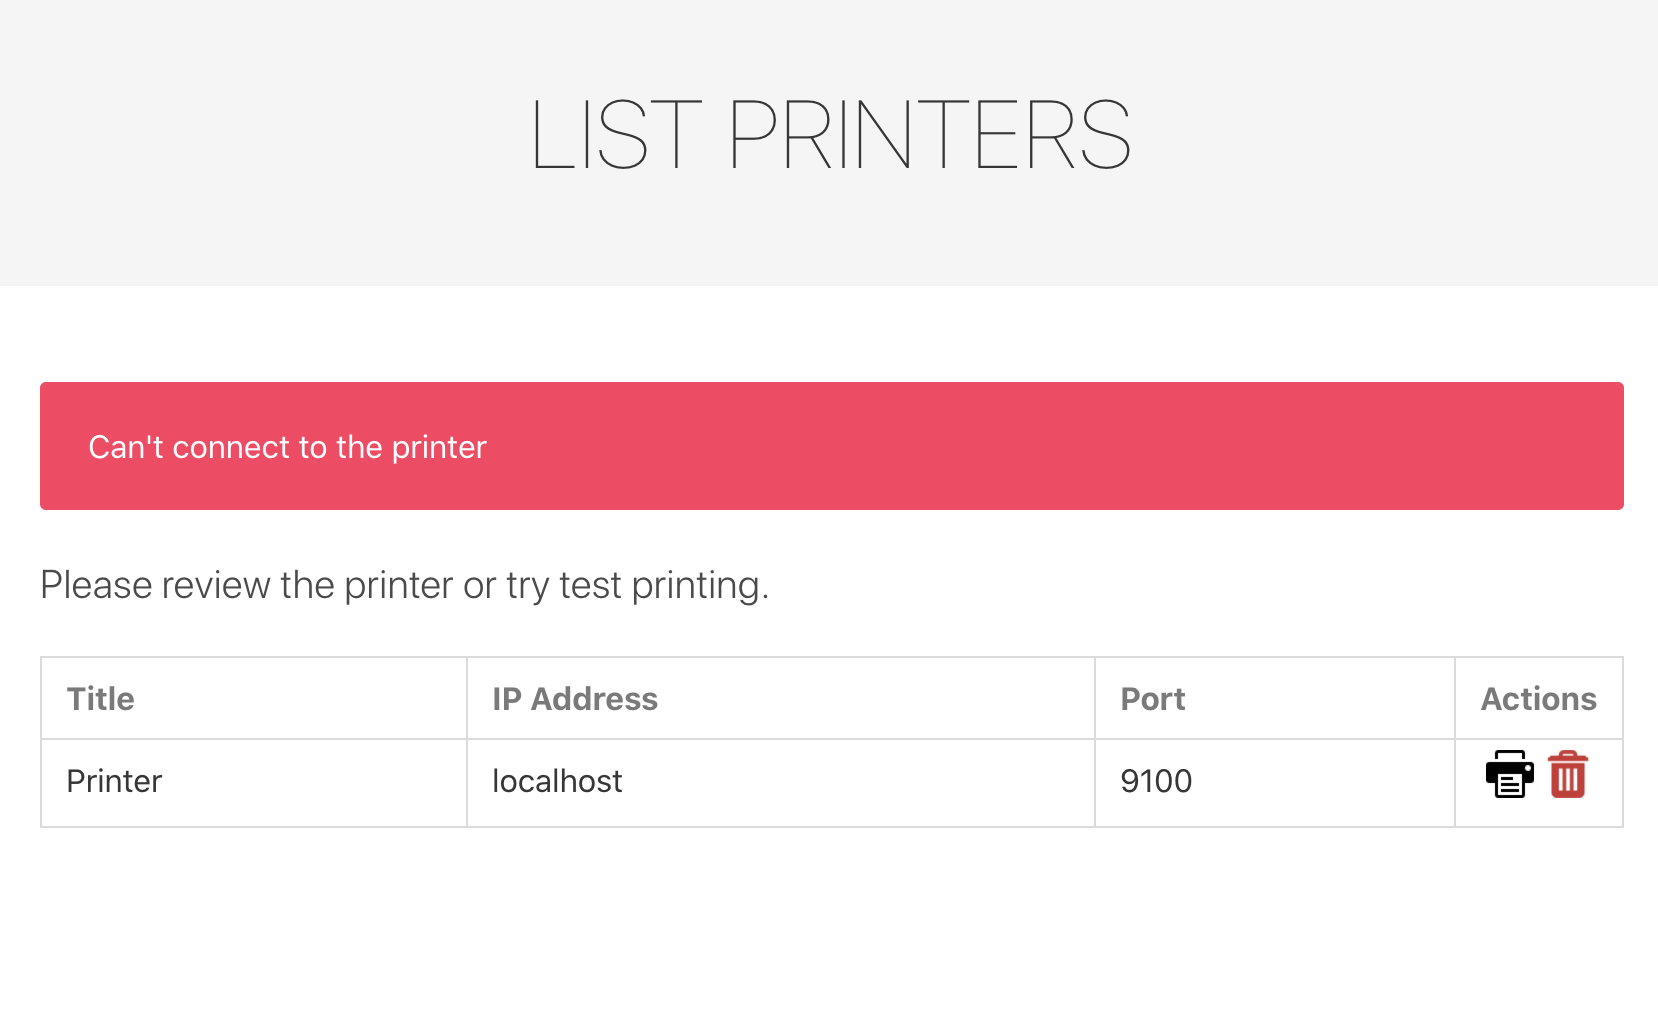 LIST PRINTERS
Can't connect to the printer
Please review the printer or try test printing.
Title IP Address Port Actions
Printer localhost 9100